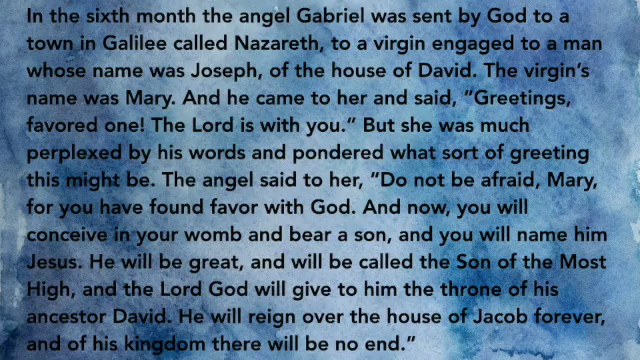 In the sixth month the angel Gabriel was sent by God to a
town in Galilee called Nazareth, to a virgin engaged to a man
whose name was Joseph, of the house of David. The virgin’s
name was Mary. And he came to her and said, “Greetings,
favored one! The Lord is with you.” But she was much
perplexed by his words and pondered what sort of greeting
this might be. The angel said to her, “Do not be afraid, Mary,
for you have found favor with God. And now, you will
conceive in your womb and bear a son, and you will name him
Jesus. He will be great, and will be called the Son of the Most
High, and the Lord God will give to him the throne of his
ancestor David. He will reign over the house of Jacob forever,
and of his kingdom there will be no end.”